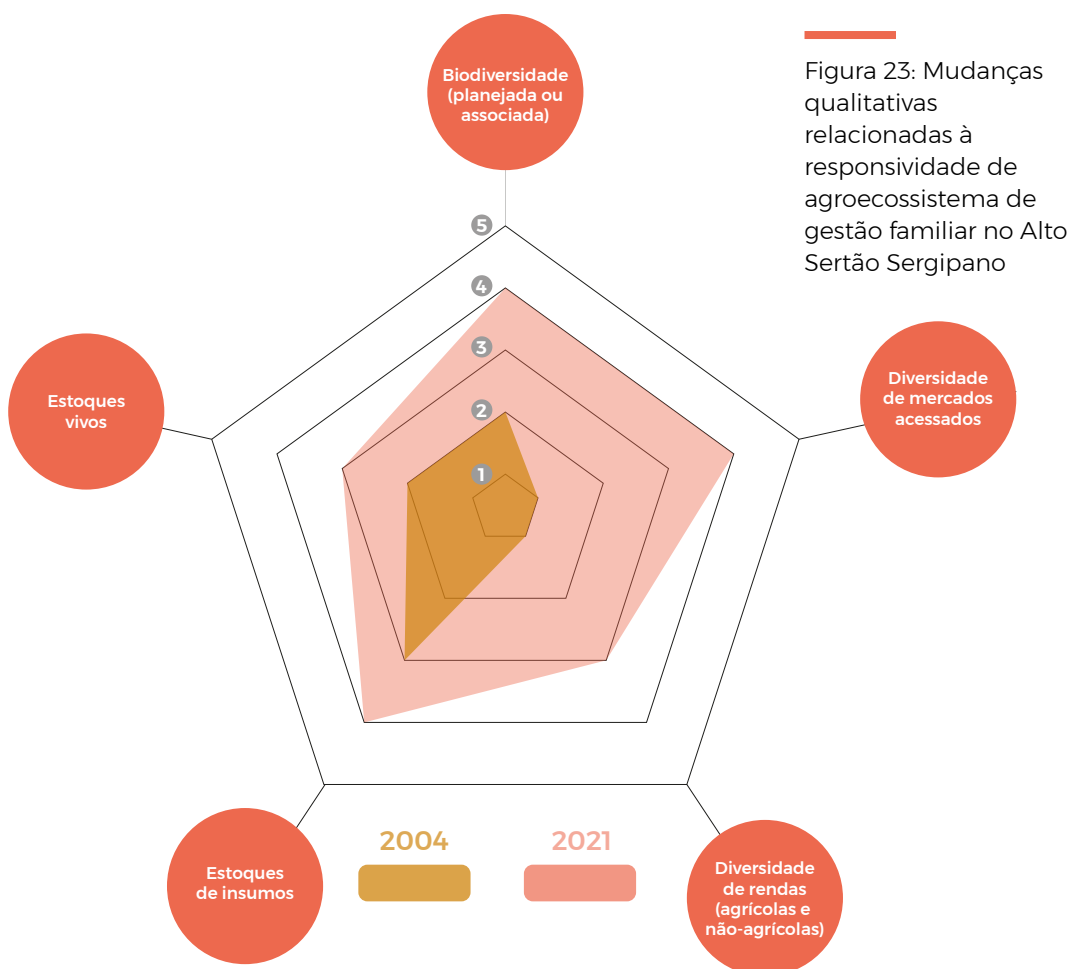 Figura 23: Mudanças
qualitativas
relacionadas à
responsividade de
agroecossistema de
gestão familiar no Alto
Sertão Sergipano
Biodiversidade
(planejada ou
associada)
5
4
3
2
1
Estoques
vivos
Diversidade
de mercados
acessados
Estoques
de insumos
2004
2021
Diversidade
de rendas
(agrícolas e
não-agrícolas)